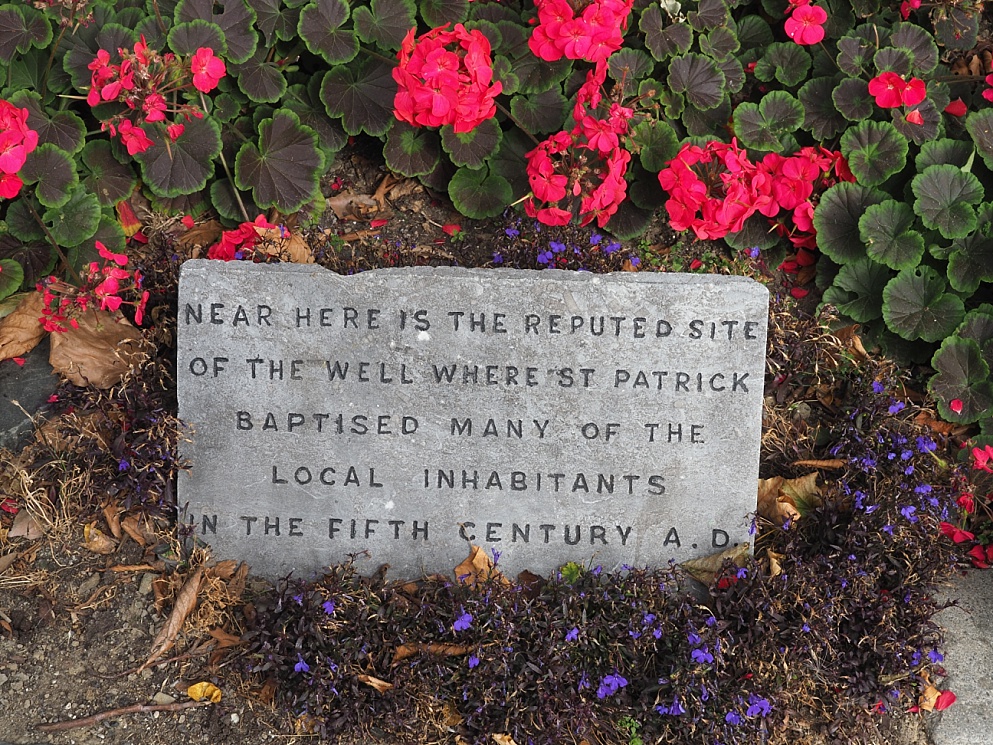 NEAR HERE IS THE REPUTED SITE
OF THE WELL WHERE ST PATRICK
BAPTISED MANY OF THE
LOCAL INHABITANTS
IN THE FIFTH CENTURY A.D.